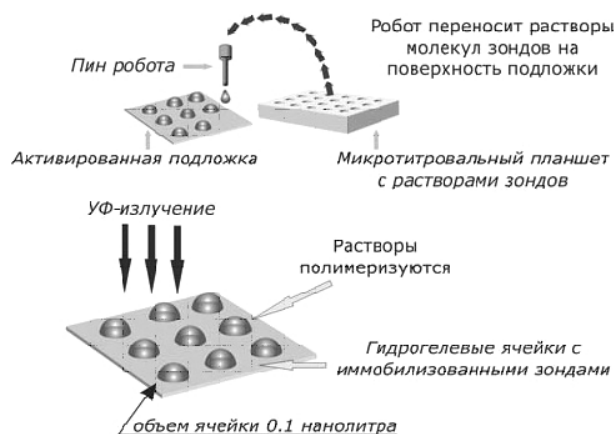 Робот переносит растворы
молекул зондов на
поверхность подложки
Пин робота
Активированная подложка
Микротитровальный планшет
с растворами зондов
УФ-излучение
Растворы
полимеризуются
Гидрогелевые ячейки с
иммобилизованными зондами
объем ячейки 0.1 нанолитра